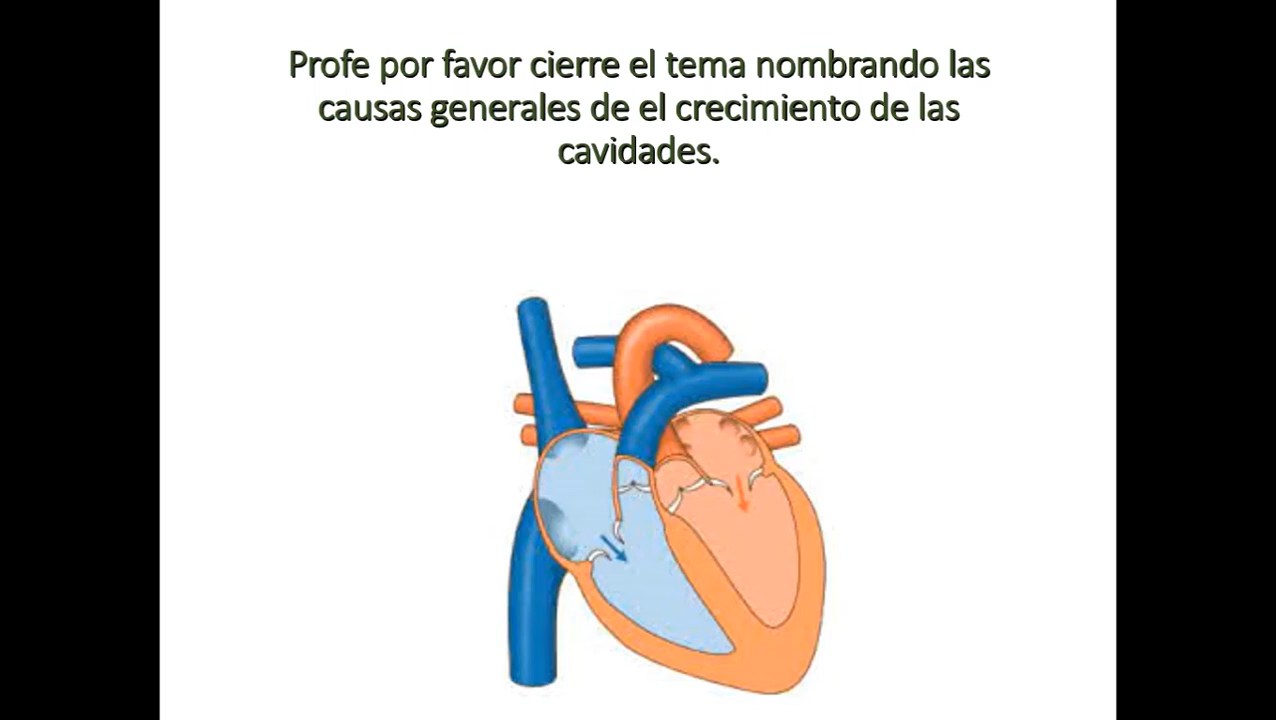 Profe por favor cierre el tema nombrando las
causas generales de el crecimiento de las
cavidades.